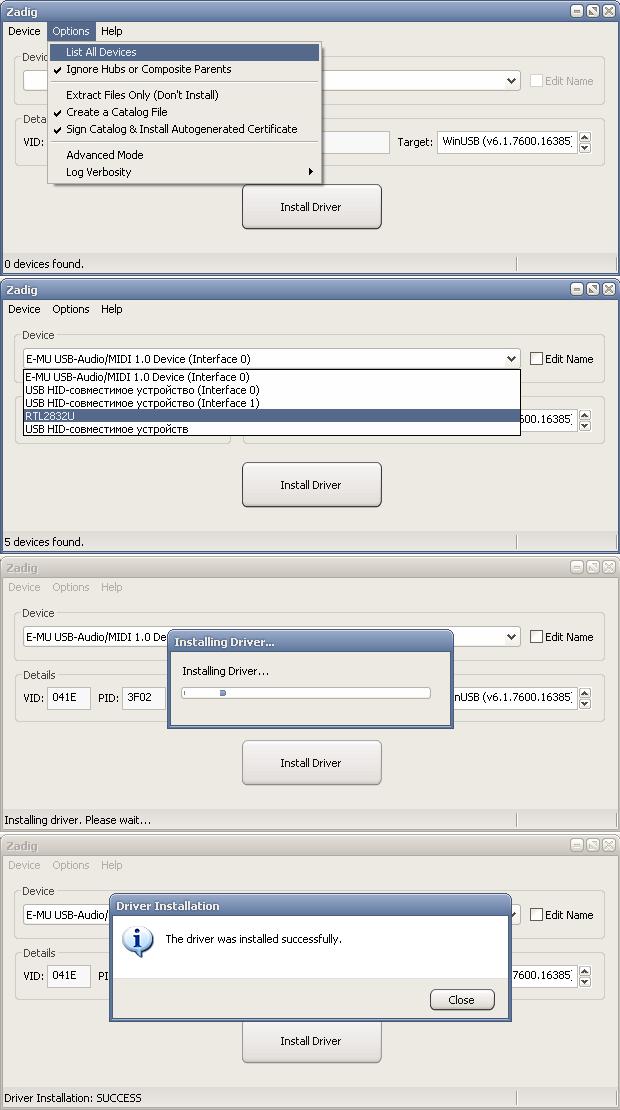 Zadig
Device Options Help
List All Devices
Ignore Hubs or Composite Parents
Extract Files Only (Don't Install)
Create a Catalog File
Sign Catalog & Install Autogenerated Certificate
Advanced Mode
Log Verbosity
Edit Name
VID:
Target: WinUSB (v6.1.7600.16385)
Install Driver
0 devices found.
Zadig
Device Options Help
Device
E-MU USB-Audio/MIDI 1.0 Device (Interface 0)
Edit Name
E-MU USB-Audio/MIDI 1.0 Device (Interface 0)
USB HID-совместимое устройство (Interface 0)
USB HID-совместимое устройство (Interface 1)
RTL2832U
USB HID-совместимое устройств
Install Driver
5 devices found.
Zadig
Device Options Help
Device
E-MU USB-Audio/MIDI 1.0
Edit Name
Installing Driver...
Installing Driver...
Details
VID: 041E PID: 3F02
(v6.1.7600.16385)
Install Driver
Installing driver. Please wait...
Zadig
Device Options Help
Device
E-MU USB-Audio/
Edit Name
Driver Installation
The driver was installed successfully.
Details
VID: 041E
7600.16385)
Close
Install Driver
Driver Installation: SUCCESS